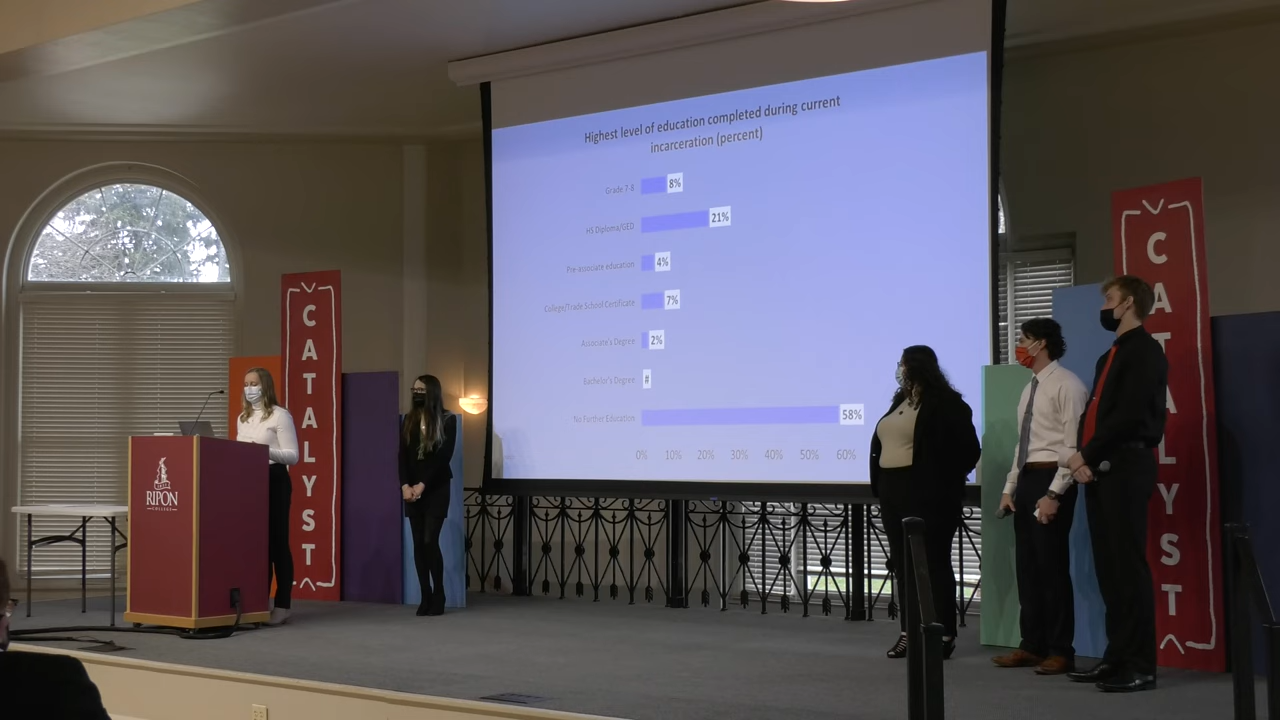 Highest level of education completed during current
incarceration (percent)
Grade 7-8
8%
HS Diploma/GED
21%
Pre-associate education
4%
College/Trade School Certificate
7%
Associate's Degree
2%
Bachelor's Degree
#
No Further Education
58%
0% 10% 20% 30% 40% 50% 60%
CATALYST
CATALYST
RIPON
COLLEGE